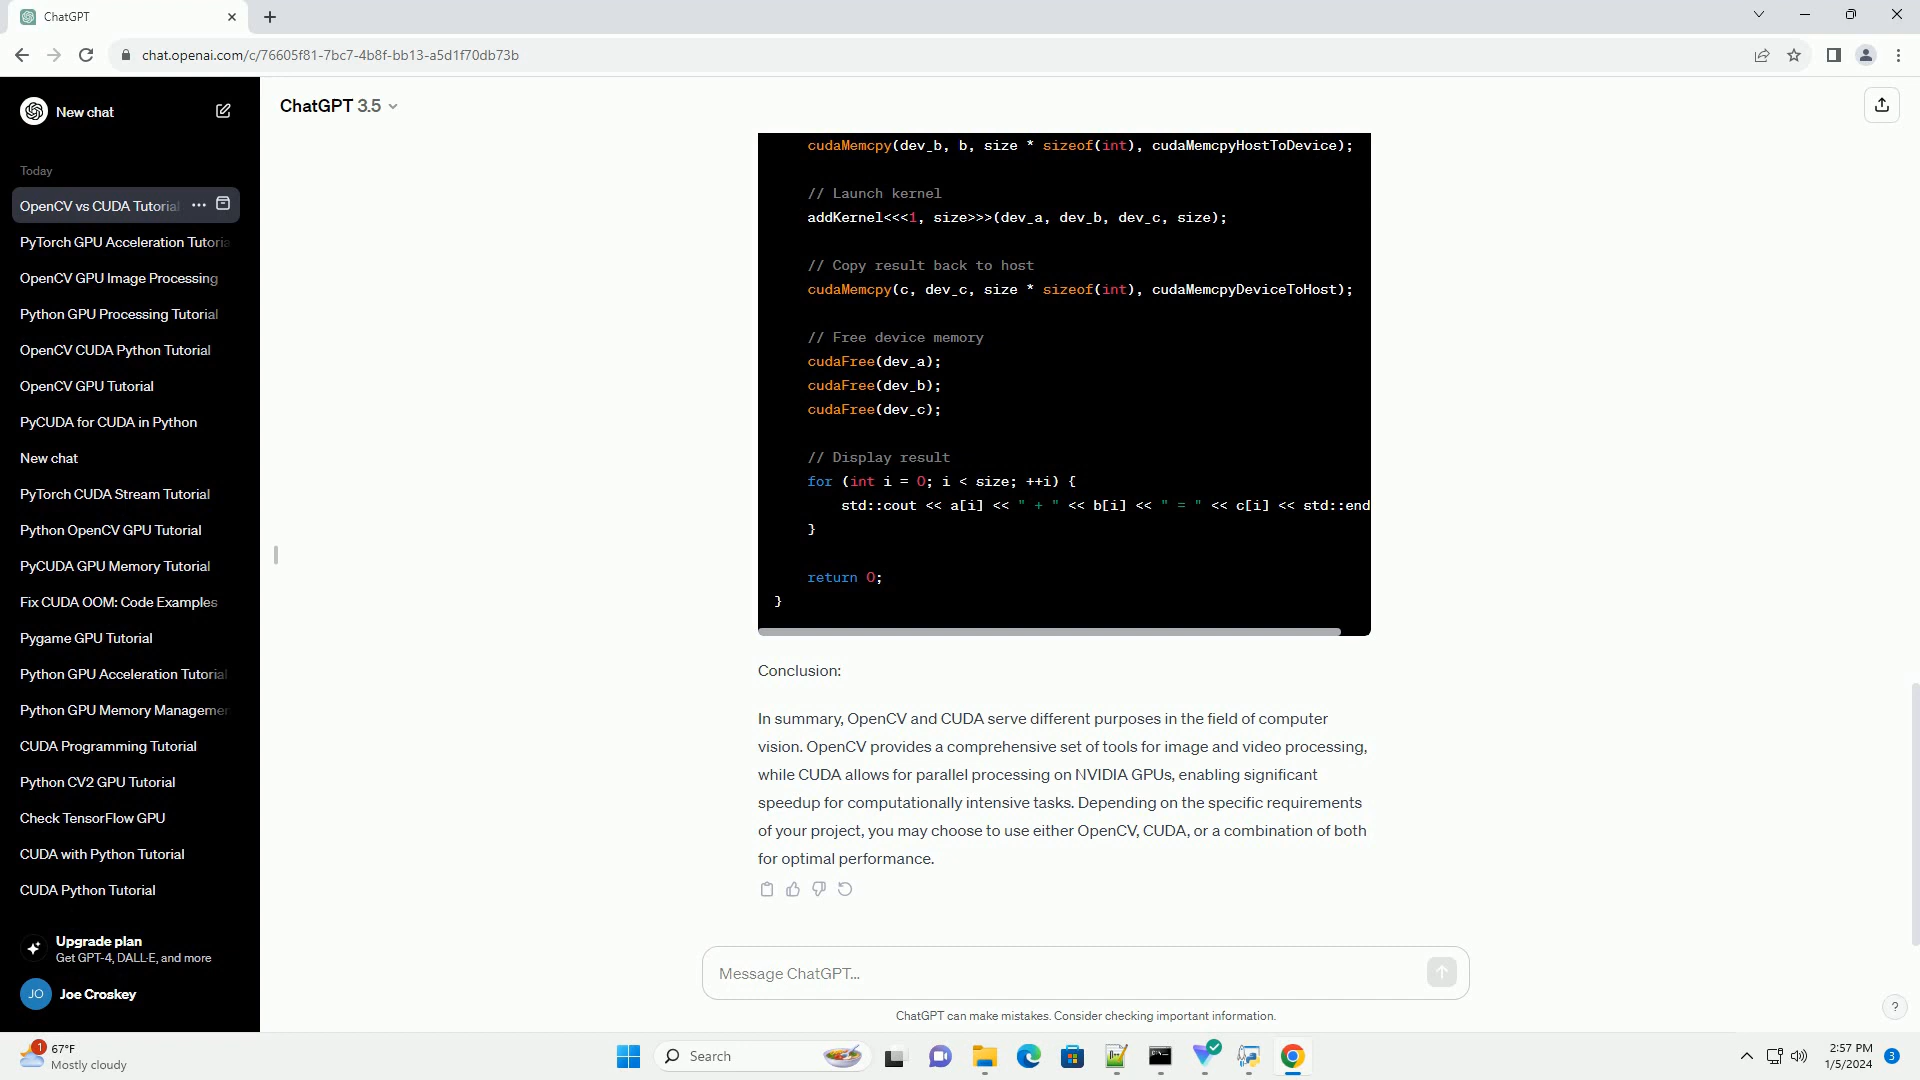 ChatGPT
chat.openai.com/c/76605f81-7bc7-4b8f-bb13-a5d1f70db73b
New chat
ChatGPT 3.5
Today
OpenCV vs CUDA Tutorial
PyTorch GPU Acceleration Tutoria
OpenCV GPU Image Processing
Python GPU Processing Tutorial
OpenCV CUDA Python Tutorial
OpenCV GPU Tutorial
PyCUDA for CUDA in Python
New chat
PyTorch CUDA Stream Tutorial
Python OpenCV GPU Tutorial
PyCUDA GPU Memory Tutorial
Fix CUDA OOM: Code Examples
Pygame GPU Tutorial
Python GPU Acceleration Tutorial
Python GPU Memory Managemen
CUDA Programming Tutorial
Python CV2 GPU Tutorial
Check TensorFlow GPU
CUDA with Python Tutorial
CUDA Python Tutorial
Upgrade plan
Get GPT-4, DALL·E, and more
JO
Joe Croskey
cudaMemcpy(dev_b, b, size * sizeof(int), cudaMemcpyHostToDevice);
// Launch kernel
addKernel<<<1, size>>>(dev_a, dev_b, dev_c, size);
// Copy result back to host
cudaMemcpy(c, dev_c, size * sizeof(int), cudaMemcpyDeviceToHost);
// Free device memory
cudaFree(dev_a);
cudaFree(dev_b);
cudaFree(dev_c);
// Display result
for (int i = 0; i < size; ++i) {
std::cout << a[i] << " + " << b[i] << " = " << c[i] << std::end
}
return 0;
}
Conclusion:
In summary, OpenCV and CUDA serve different purposes in the field of computer
vision. OpenCV provides a comprehensive set of tools for image and video processing,
while CUDA allows for parallel processing on NVIDIA GPUs, enabling significant
speedup for computationally intensive tasks. Depending on the specific requirements
of your project, you may choose to use either OpenCV, CUDA, or a combination of both
for optimal performance.
Message ChatGPT...
ChatGPT can make mistakes. Consider checking important information.
?
1
67°F
Mostly cloudy
Search
2:57 PM
1/5/2024
3